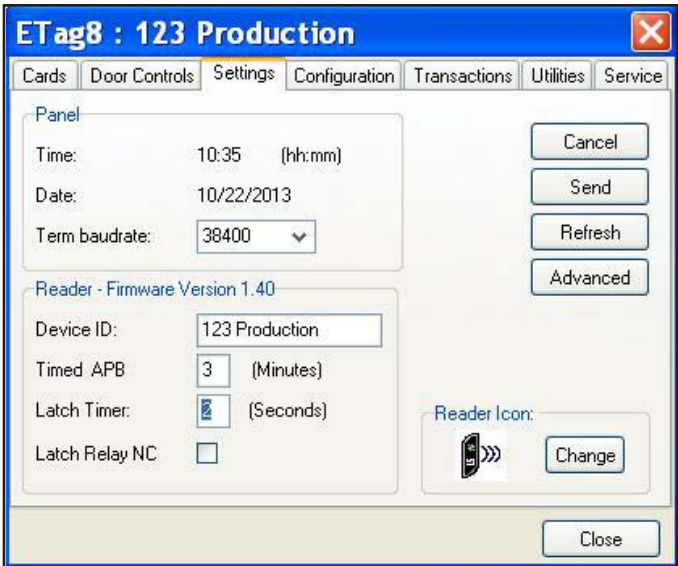 ETag8 : 123 Production
Cards Door Controls Settings Configuration Transactions Utilities Service
Panel
Time: 10:35 (hh:mm)
Date: 10/22/2013
Term baudrate: 38400
Cancel
Send
Refresh
Advanced
Reader - Firmware Version 1.40
Device ID: 123 Production
Timed APB 3 (Minutes)
Latch Timer: 2 (Seconds)
Latch Relay NC
Reader Icon:
Change
Close